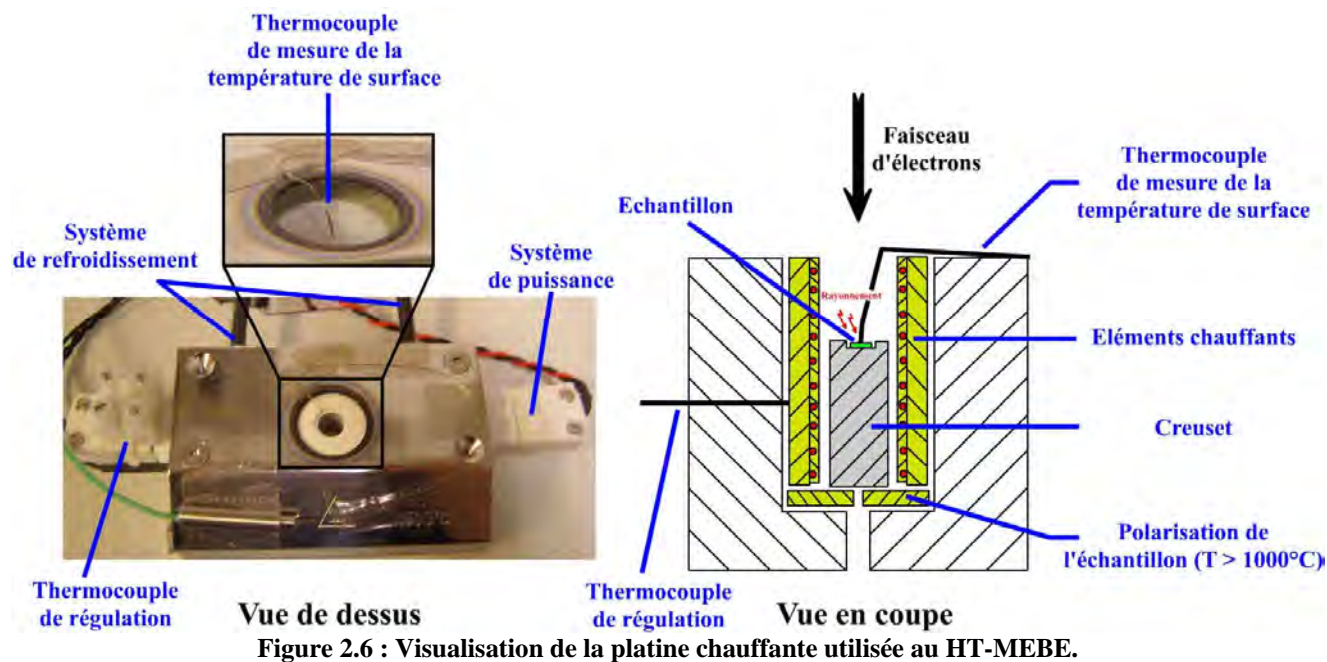 Thermocouple
de mesure de la
température de surface
Système
de refroidissement
Système
de puissance
Thermocouple
de régulation
Vue de dessus
Faisceau
d'électrons
Thermocouple
de mesure de la
température de surface
Echantillon
Rayonnement
Eléments chauffants
Creuset
Polarisation de
l'échantillon (T > 1000°C)
Thermocouple
de régulation
Vue en coupe
Figure 2.6 : Visualisation de la platine chauffante utilisée au HT-MEBE.